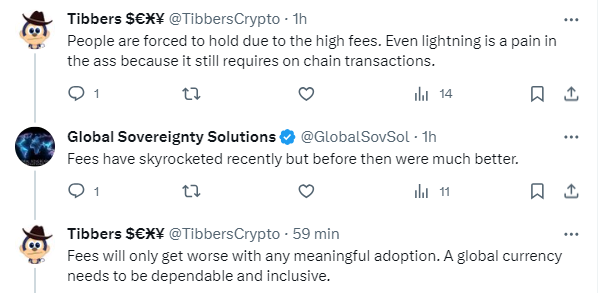 Tibbers $€Ӿ¥ @TibbersCrypto · 1h
People are forced to hold due to the high fees. Even lightning is a pain in
the ass because it still requires on chain transactions.
1 14
Global Sovereignty Solutions @GlobalSovSol · 1h
Fees have skyrocketed recently but before then were much better.
1 11
Tibbers $€Ӿ¥ @TibbersCrypto · 59 min
Fees will only get worse with any meaningful adoption. A global currency
needs to be dependable and inclusive.